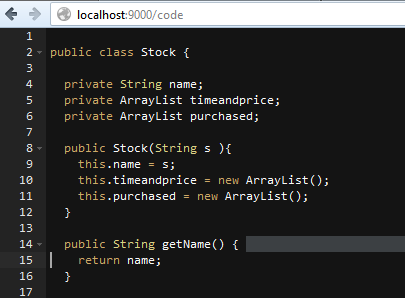 localhost:9000/code
1
2 public class Stock {
3
4 private String name;
5 private ArrayList timeandprice;
6 private ArrayList purchased;
7
8 public Stock(String s ){
9 this.name = s;
10 this.timeandprice = new ArrayList();
11 this.purchased = new ArrayList();
12 }
13
14 public String getName() {
15 return name;
16 }
17